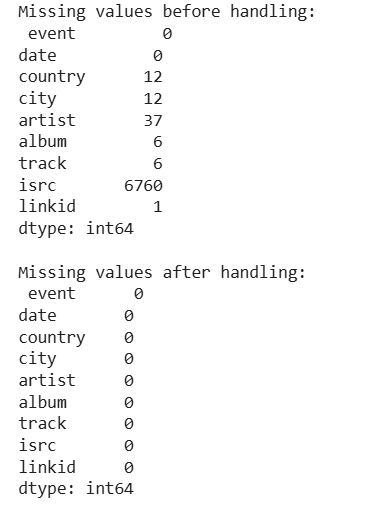 Missing values before handling:
 event         0
date          0
country      12
city         12
artist       37
album         6
track         6
isrc       6760
linkid        1
dtype: int64

Missing values after handling:
 event      0
date       0
country    0
city       0
artist     0
album      0
track      0
isrc       0
linkid     0
dtype: int64